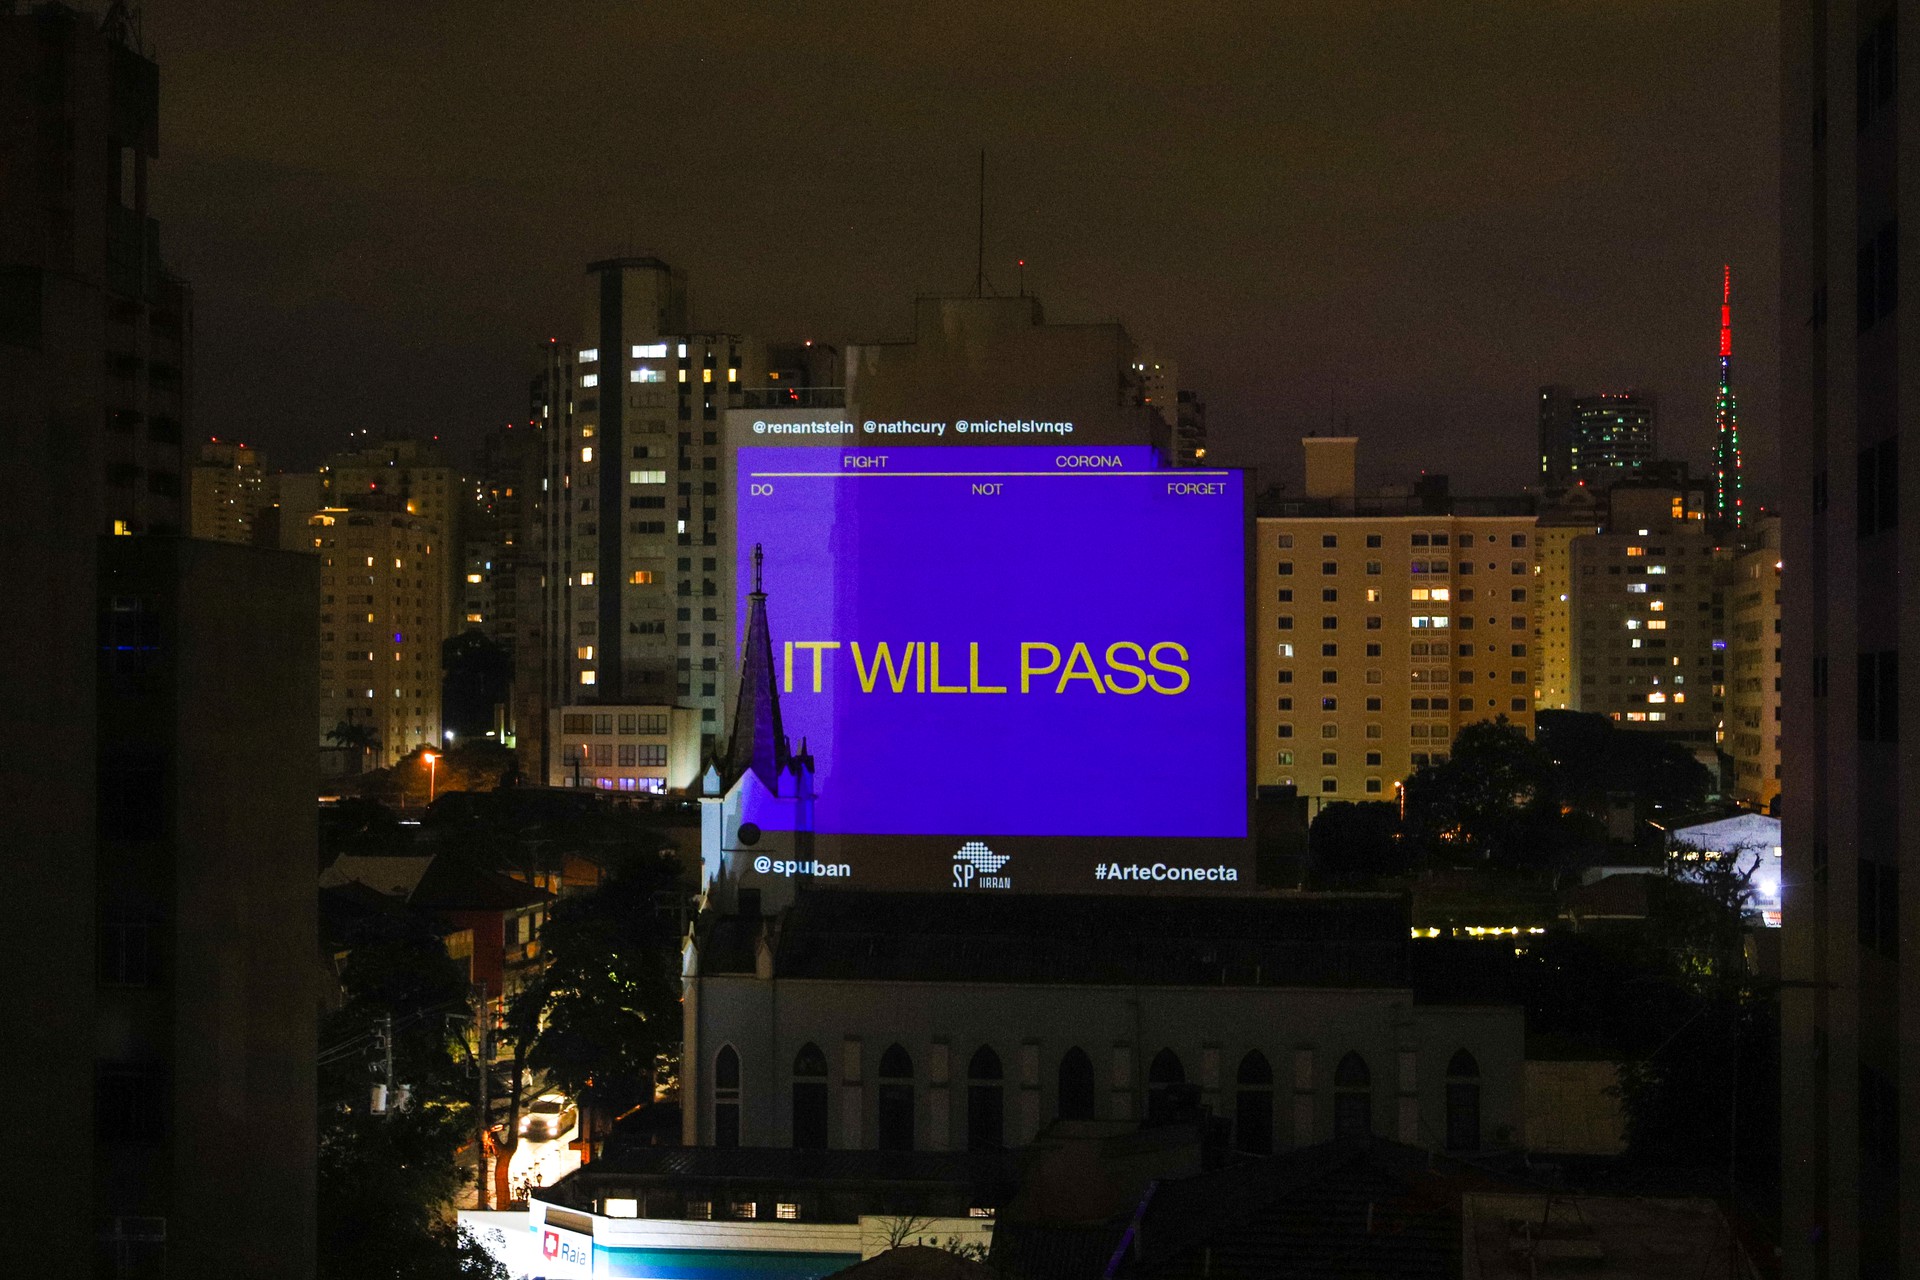 @renantstein @nathcury @michelslvnqs
FIGHT CORONA
DO NOT FORGET
IT WILL PASS
@spurban SP URBAN #ArteConecta
Raia